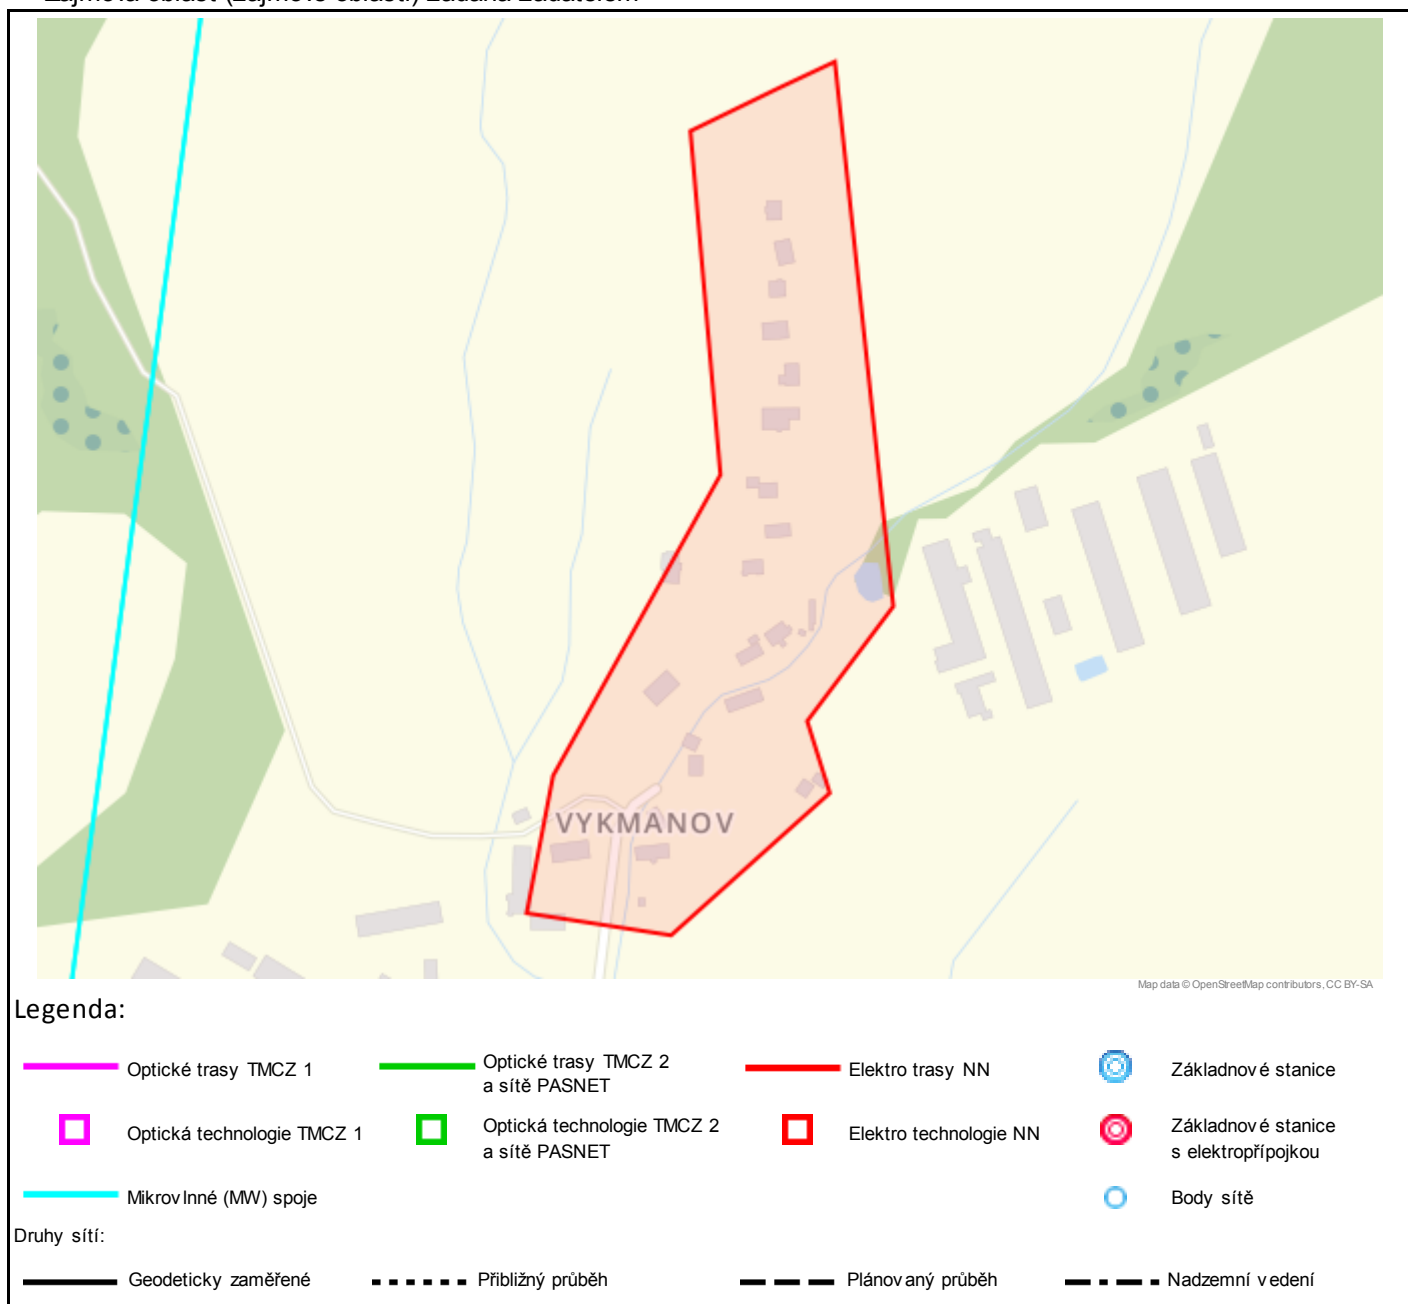 VYKMANOV
Map data © OpenStreetMap contributors, CC BY-SA
Legenda:
Optické trasy TMCZ 1
Optické trasy TMCZ 2
a sítě PASNET
Elektro trasy NN
Základnové stanice
Optická technologie TMCZ 1
Optická technologie TMCZ 2
a sítě PASNET
Elektro technologie NN
Základnové stanice
s elektropřípojkou
Mikrovlnné (MW) spoje
Body sítě
Druhy sítí:
Geodeticky zaměřené
Přibližný průběh
Plánovaný průběh
Nadzemní vedení